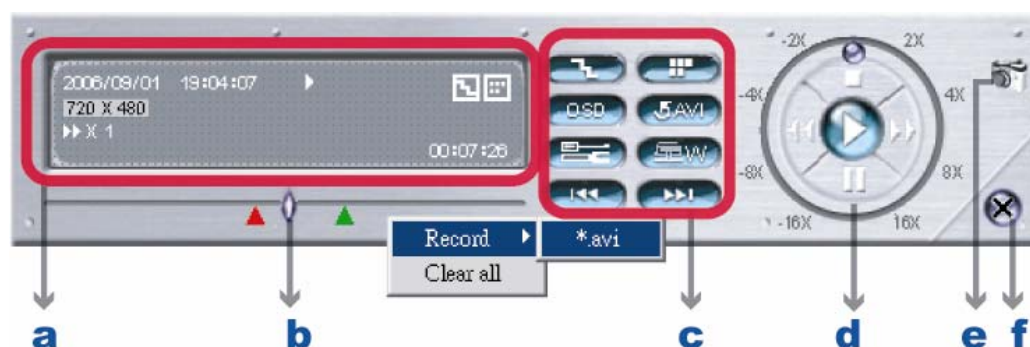 2006/09/01 19:04:07
720 X 480
X 1
00:07:26
OSD
AVI
W
-2X 2X
-4X 4X
-8X 8X
-16X 16X
Record *.avi
Clear all
a b c d e f